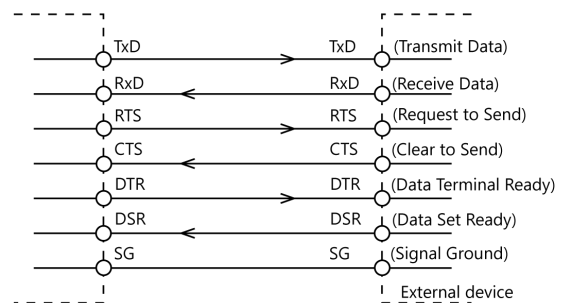 TxD TxD (Transmit Data)
RxD RxD (Receive Data)
RTS RTS (Request to Send)
CTS CTS (Clear to Send)
DTR DTR (Data Terminal Ready)
DSR DSR (Data Set Ready)
SG SG (Signal Ground)
External device